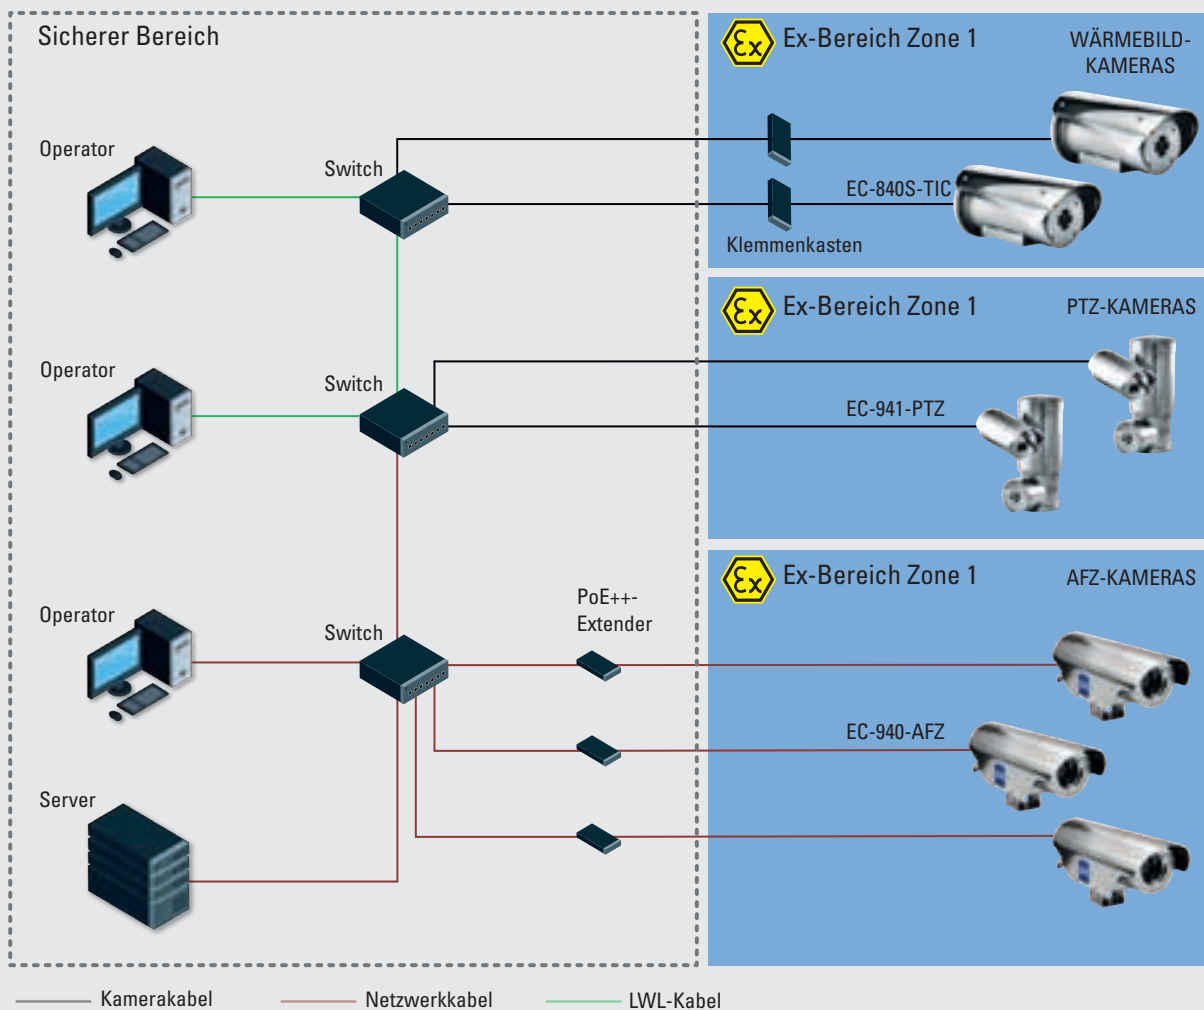 Sicherer Bereich
Ex-Bereich Zone 1
WÄRMEBILD-
KAMERAS
Operator
Switch
EC-840S-TIC
Klemmenkasten
Ex-Bereich Zone 1
PTZ-KAMERAS
Operator
Switch
EC-941-PTZ
Ex-Bereich Zone 1
AFZ-KAMERAS
Operator
Switch
PoE++-
Extender
EC-940-AFZ
Server
Kamerakabel
Netzwerkkabel
LWL-Kabel